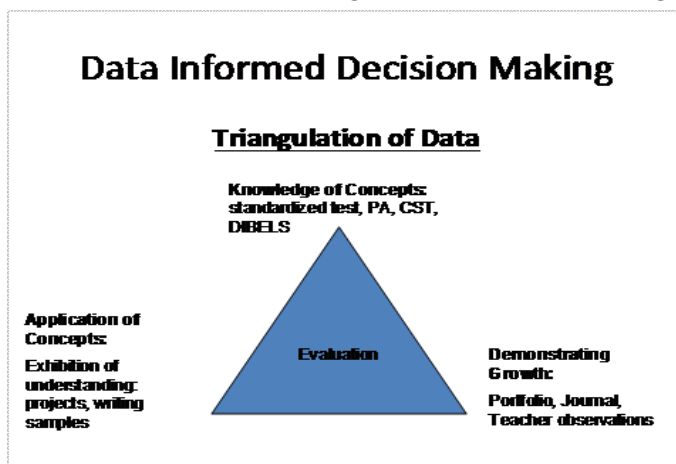 Data Informed Decision Making
Triangulation of Data
Knowledge of Concepts:
standardized test, PA, CST,
DIBELS
Application of
Concepts:
Exhibition of
understanding:
projects, writing
samples
Evaluation
Demonstrating
Growth:
Portfolio, Journal,
Teacher observations